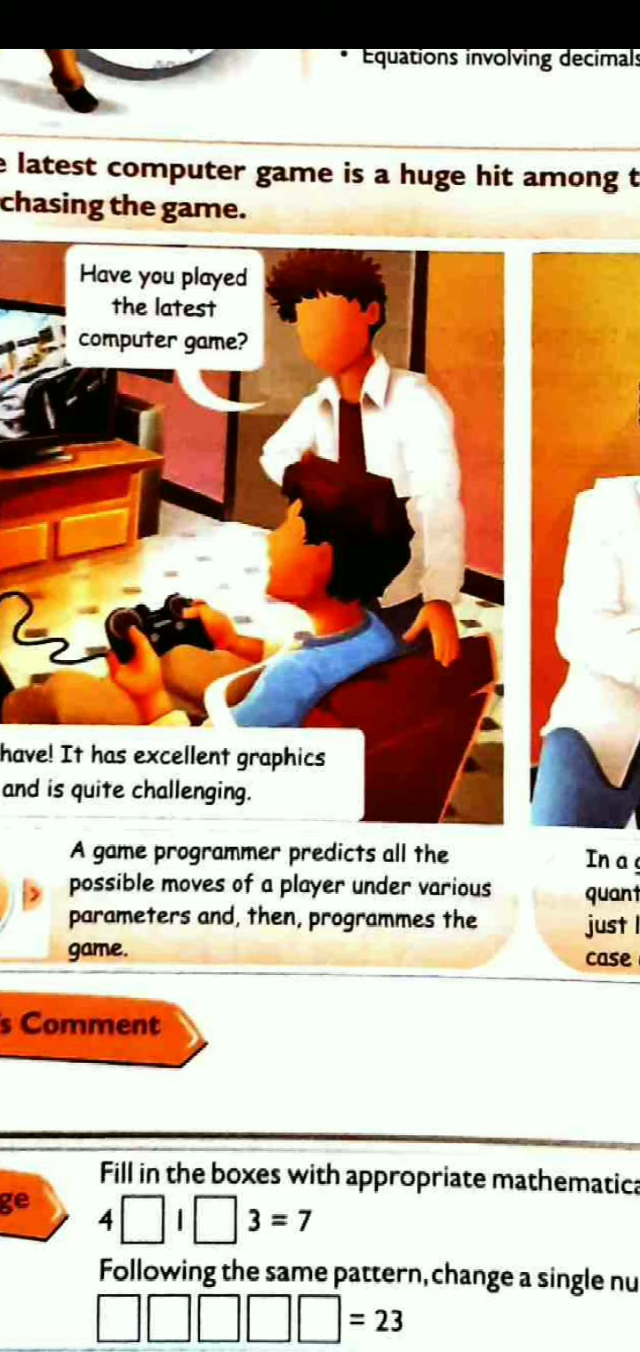 • Equations involving decimals
latest computer game is a huge hit among
chasing the game.
Have you played
the latest
computer game?
have! It has excellent graphics
and is quite challenging.
A game programmer predicts all the
possible moves of a player under various
parameters and, then, programmes the
game.
In a
quant
just
case
's Comment
ge
Fill in the boxes with appropriate mathematica
4 □ 1 □ 3 = 7
Following the same pattern, change a single nu
□ □ □ □ □ = 23